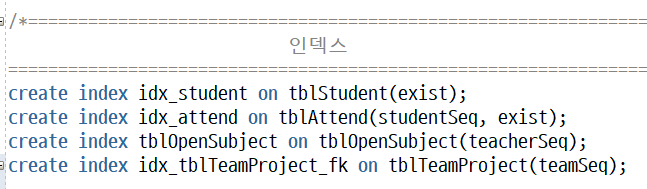 /*================================================================
인덱스
================================================================
create index idx_student on tblStudent(exist);
create index idx_attend on tblAttend(studentSeq, exist);
create index tblOpenSubject on tblOpenSubject(teacherSeq);
create index idx_tblTeamProject_fk on tblTeamProject(teamSeq);